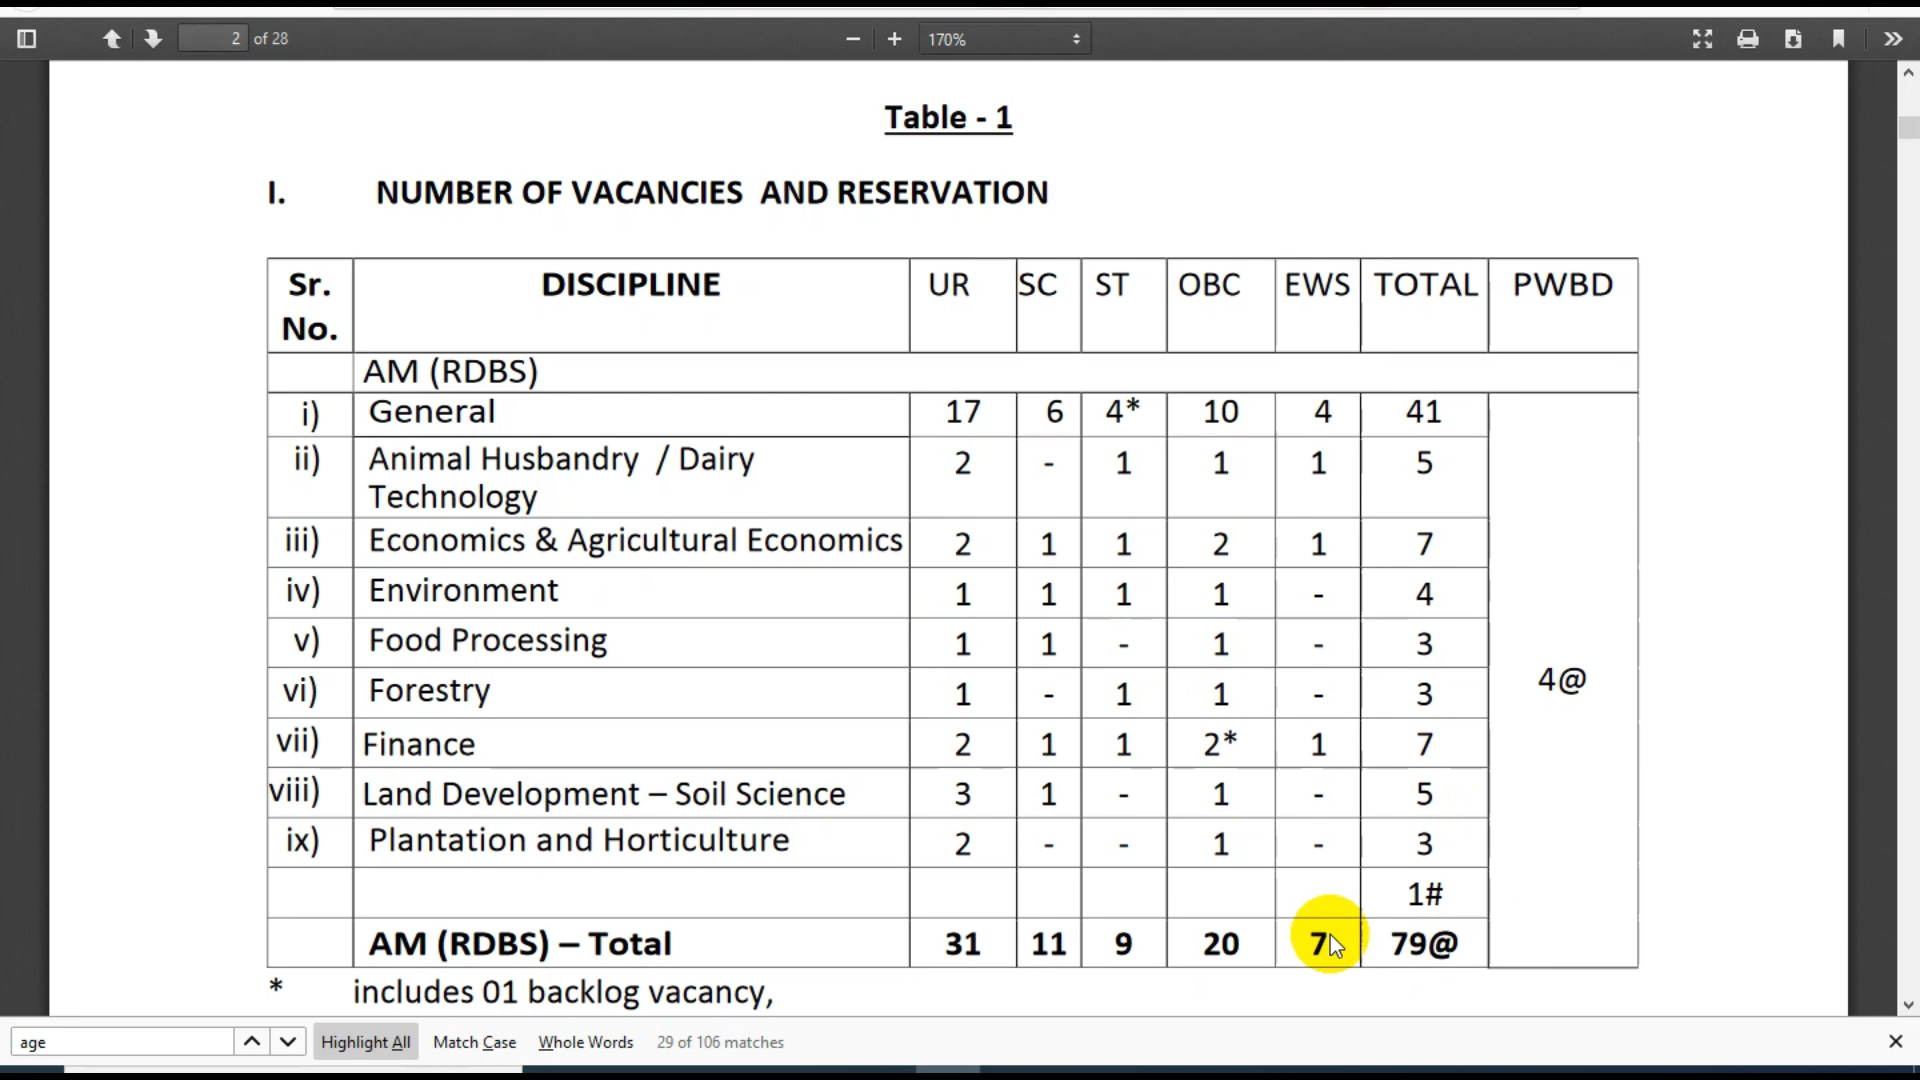 2 of 28
170%
Table - 1
I. NUMBER OF VACANCIES AND RESERVATION
Sr. No. DISCIPLINE UR SC ST OBC EWS TOTAL PWBD
AM (RDBS)
i) General 17 6 4* 10 4 41
ii) Animal Husbandry / Dairy Technology 2 - 1 1 1 5
iii) Economics & Agricultural Economics 2 1 1 2 1 7
iv) Environment 1 1 1 1 - 4
v) Food Processing 1 1 - 1 - 3
4@
vi) Forestry 1 - 1 1 - 3
vii) Finance 2 1 1 2* 1 7
viii) Land Development – Soil Science 3 1 - 1 - 5
ix) Plantation and Horticulture 2 - - 1 - 3
1#
AM (RDBS) – Total 31 11 9 20 7 79@
* includes 01 backlog vacancy,
age Highlight All Match Case Whole Words 29 of 106 matches